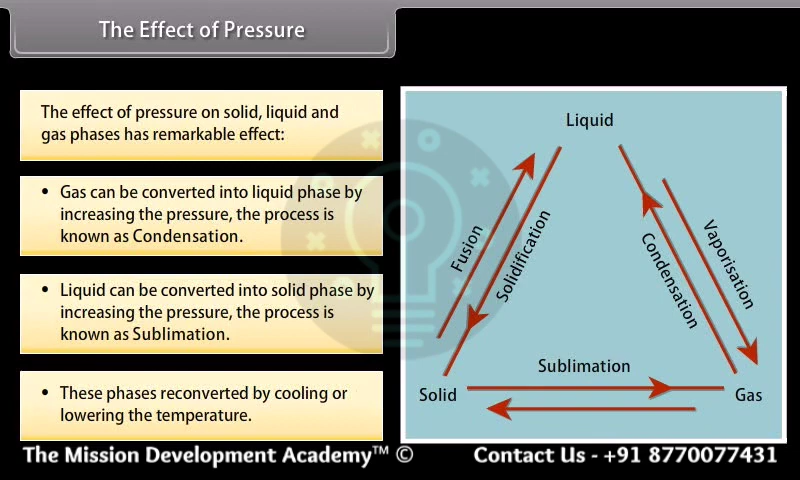 The Effect of Pressure
The effect of pressure on solid, liquid and
gas phases has remarkable effect:
• Gas can be converted into liquid phase by
increasing the pressure, the process is
known as Condensation.
• Liquid can be converted into solid phase by
increasing the pressure, the process is
known as Sublimation.
• These phases reconverted by cooling or
lowering the temperature.
Liquid
Fusion
Solidification
Condensation
Vaporisation
Sublimation
Solid
Gas
The Mission Development Academy™ ©
Contact Us - +91 8770077431